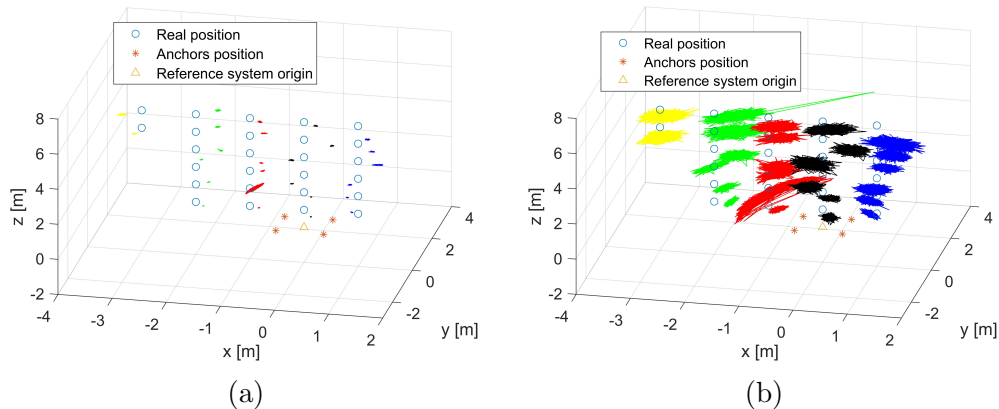 Real position
Anchors position
Reference system origin
8
6
4
2
0
-2
z [m]
-4
-3
-2
-1
0
1
2
x [m]
-2
0
2
4
y [m]
(a)
Real position
Anchors position
Reference system origin
8
6
4
2
0
-2
z [m]
-4
-3
-2
-1
0
1
2
x [m]
-2
0
2
4
y [m]
(b)